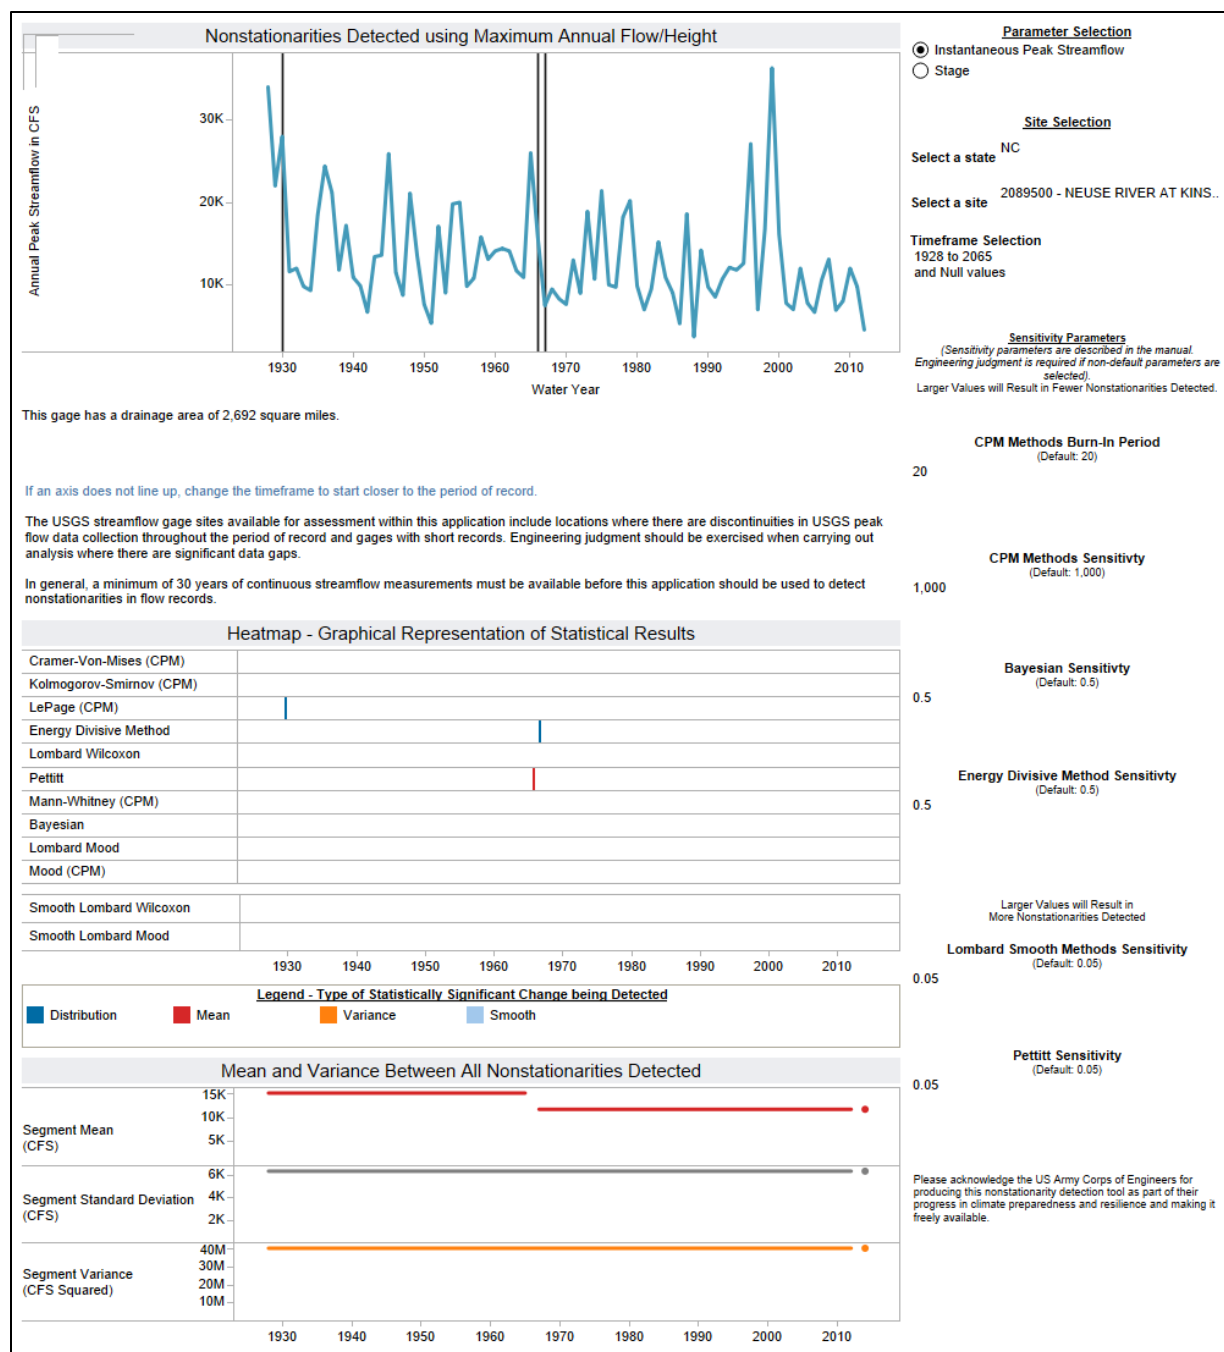 Nonstationarities Detected using Maximum Annual Flow/Height
Annual Peak Streamflow in CFS
30K
20K
10K
1930 1940 1950 1960 1970 1980 1990 2000 2010
Water Year
This gage has a drainage area of 2,692 square miles.
If an axis does not line up, change the timeframe to start closer to the period of record.
The USGS streamflow gage sites available for assessment within this application include locations where there are discontinuities in USGS peak
flow data collection throughout the period of record and gages with short records. Engineering judgment should be exercised when carrying out
analysis where there are significant data gaps.
In general, a minimum of 30 years of continuous streamflow measurements must be available before this application should be used to detect
nonstationarities in flow records.
Heatmap - Graphical Representation of Statistical Results
Cramer-Von-Mises (CPM)
Kolmogorov-Smirnov (CPM)
LePage (CPM)
Energy Divisive Method
Lombard Wilcoxon
Pettitt
Mann-Whitney (CPM)
Bayesian
Lombard Mood
Mood (CPM)
Smooth Lombard Wilcoxon
Smooth Lombard Mood
1930 1940 1950 1960 1970 1980 1990 2000 2010
Legend - Type of Statistically Significant Change being Detected
Distribution Mean Variance Smooth
Mean and Variance Between All Nonstationarities Detected
Segment Mean
(CFS)
15K
10K
5K
Segment Standard Deviation
(CFS)
6K
4K
2K
Segment Variance
(CFS Squared)
40M
30M
20M
10M
1930 1940 1950 1960 1970 1980 1990 2000 2010
Parameter Selection
Instantaneous Peak Streamflow
Stage
Site Selection
Select a state NC
Select a site 2089500 - NEUSE RIVER AT KINS..
Timeframe Selection
1928 to 2065
and Null values
Sensitivity Parameters
(Sensitivity parameters are described in the manual.
Engineering judgment is required if non-default parameters are
selected).
Larger Values will Result in Fewer Nonstationarities Detected.
CPM Methods Burn-In Period
(Default: 20)
20
CPM Methods Sensitivty
(Default: 1,000)
1,000
Bayesian Sensitivty
(Default: 0.5)
0.5
Energy Divisive Method Sensitivty
(Default: 0.5)
0.5
Larger Values will Result in
More Nonstationarities Detected
Lombard Smooth Methods Sensitivity
(Default: 0.05)
0.05
Pettitt Sensitivity
(Default: 0.05)
0.05
Please acknowledge the US Army Corps of Engineers for
producing this nonstationarity detection tool as part of their
progress in climate preparedness and resilience and making it
freely available.